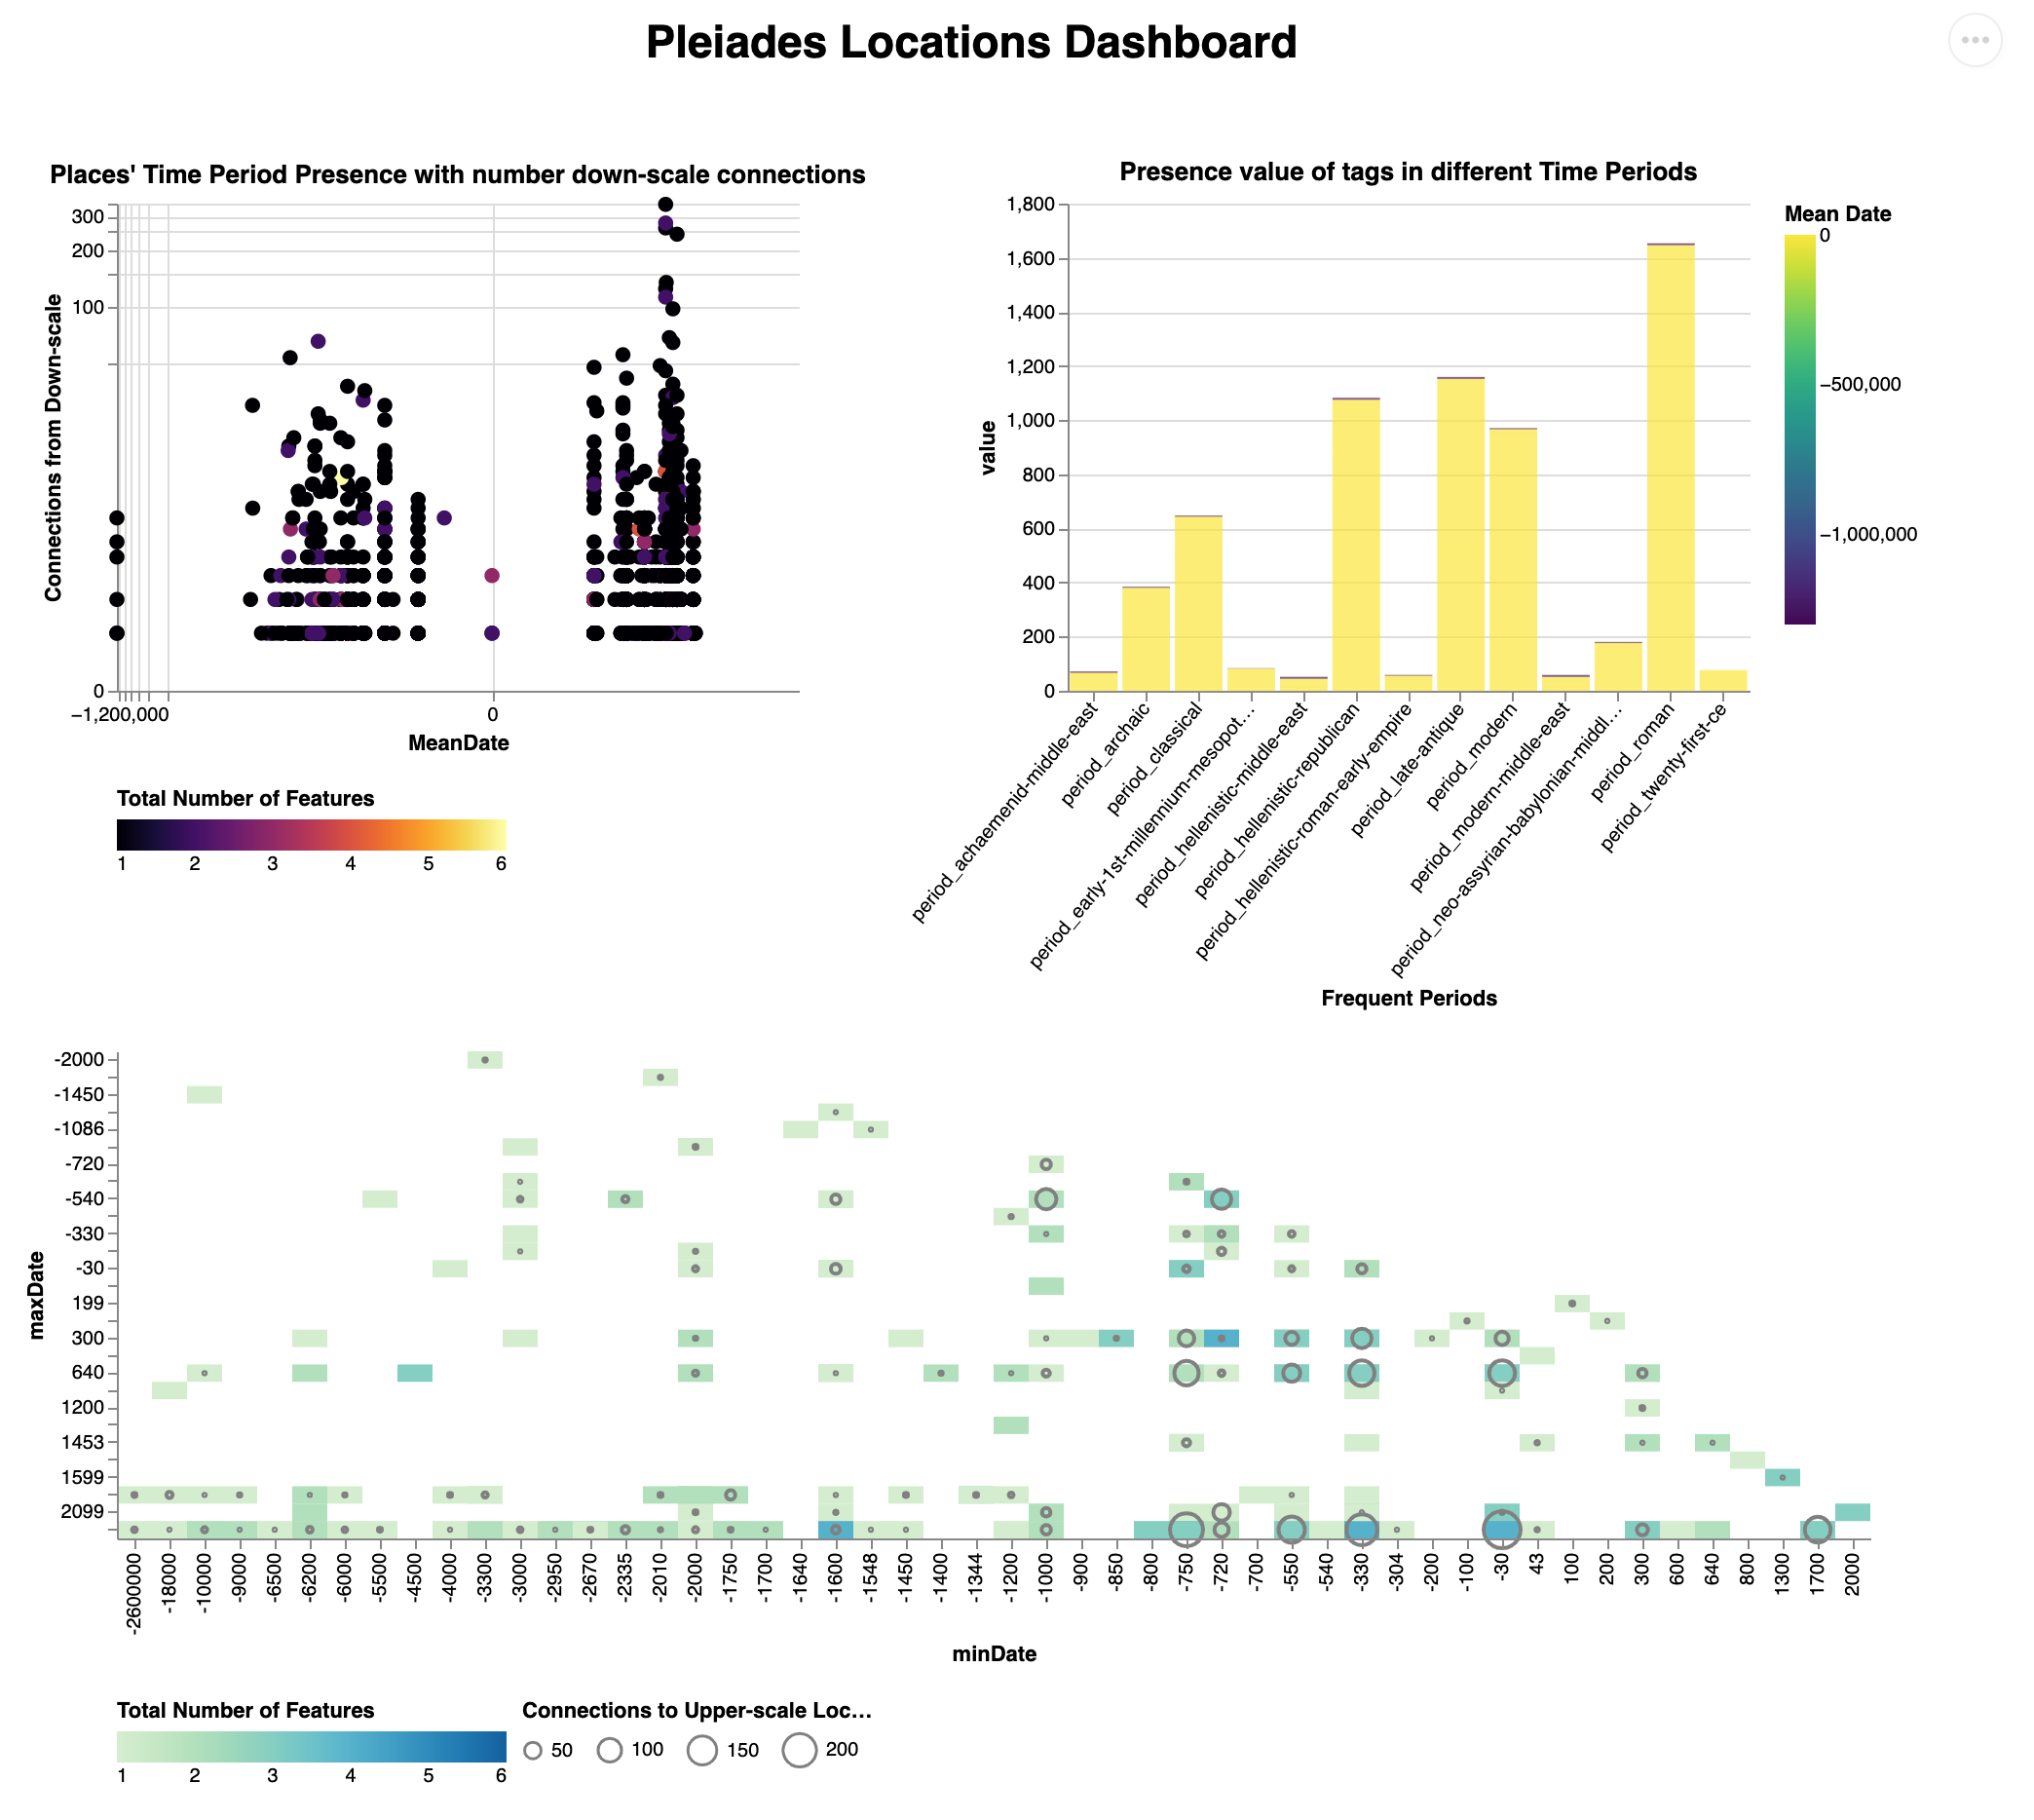 Pleiades Locations Dashboard
Places' Time Period Presence with number down-scale connections
300
200
100
0
Connections from Down-scale
−1,200,000
0
MeanDate
Total Number of Features
1 2 3 4 5 6
Presence value of tags in different Time Periods
1,800
1,600
1,400
1,200
1,000
800
600
400
200
0
value
period_achaemenid-middle-east
period_archaic
period_classical
period_early-1st-millennium-mesopot…
period_hellenistic-middle-east
period_hellenistic-republican
period_hellenistic-roman-early-empire
period_late-antique
period_modern
period_modern-middle-east
period_neo-assyrian-babylonian-middl…
period_roman
period_twenty-first-ce
Frequent Periods
Mean Date
0
−500,000
−1,000,000
-2000
-1450
-1086
-720
-540
-330
-30
199
300
640
1200
1453
1599
2099
maxDate
-2600000
-18000
-10000
-9000
-6500
-6200
-6000
-5500
-4500
-4000
-3300
-3000
-2950
-2670
-2335
-2010
-2000
-1750
-1700
-1640
-1600
-1548
-1450
-1400
-1344
-1200
-1000
-900
-850
-800
-750
-720
-700
-550
-540
-330
-304
-200
-100
-30
43
100
200
300
600
640
800
1300
1700
2000
minDate
Total Number of Features
1 2 3 4 5 6
Connections to Upper-scale Loc…
50 100 150 200